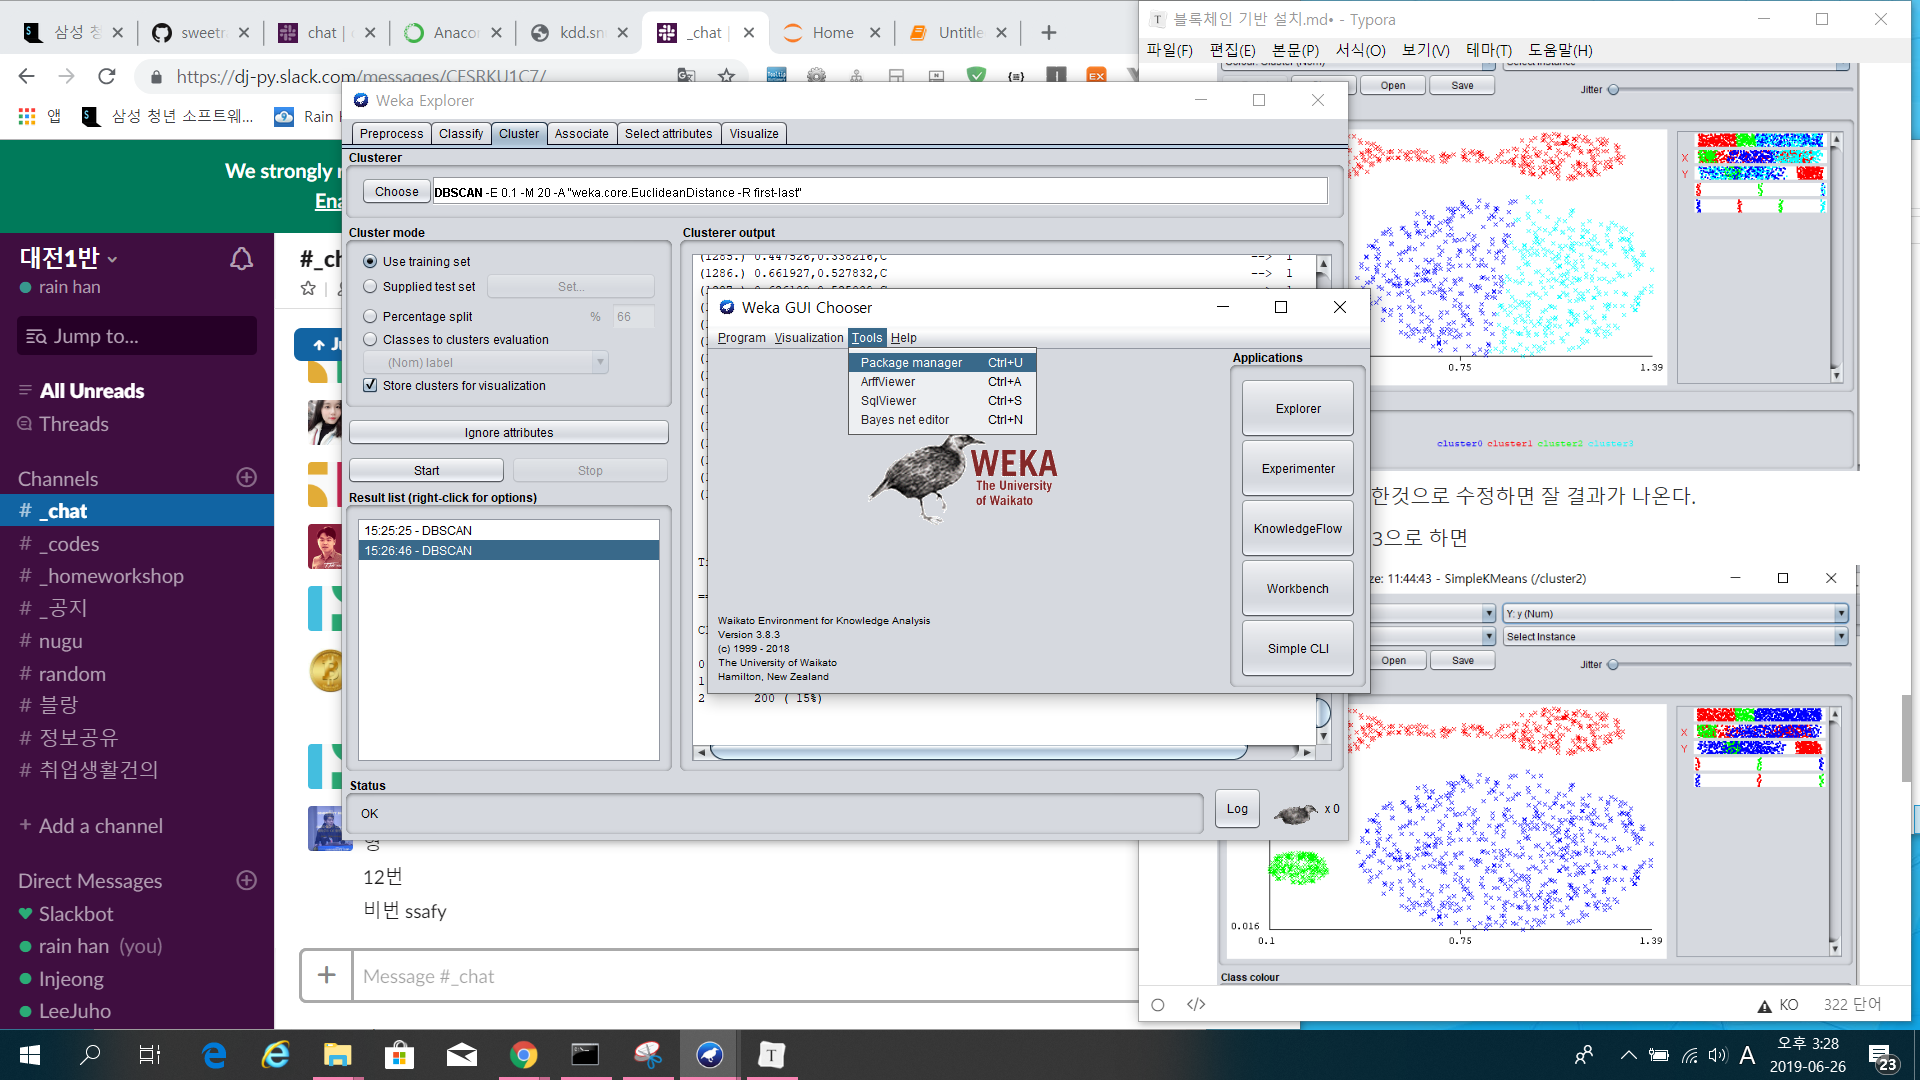 삼성 청
sweetr
chat |
Anacor
kdd.sn
_chat |
Home
Untitle
https://dj-py.slack.com/messages/CFSRKU1C7/
앱
삼성 청년 소프트웨...
Rain
We strongly
Ena
대전1반
rain han
Jump to...
All Unreads
Threads
Channels
# _chat
# _codes
# _homeworkshop
# _공지
# nugu
# random
# 블랑
# 정보공유
# 취업생활건의
+ Add a channel
Direct Messages
Slackbot
rain han (you)
Injeong
LeeJuho
#_ch
12번
비번 ssafy
Message #_chat
Weka Explorer
Preprocess
Classify
Cluster
Associate
Select attributes
Visualize
Clusterer
Choose
DBSCAN -E 0.1 -M 20 -A "weka.core.EuclideanDistance -R first-last"
Cluster mode
Use training set
Supplied test set
Set...
Percentage split
% 66
Classes to clusters evaluation
(Nom) label
Store clusters for visualization
Ignore attributes
Start
Stop
Result list (right-click for options)
15:25:25 - DBSCAN
15:26:46 - DBSCAN
Clusterer output
(1285.) 0.447526,0.338216,C --> 1
(1286.) 0.661927,0.527832,C --> 1
0
1
2 200 ( 15%)
Status
OK
Log
x 0
Weka GUI Chooser
Program Visualization Tools Help
Package manager Ctrl+U
ArffViewer Ctrl+A
SqlViewer Ctrl+S
Bayes net editor Ctrl+N
WEKA
The University
of Waikato
Waikato Environment for Knowledge Analysis
Version 3.8.3
(c) 1999 - 2018
The University of Waikato
Hamilton, New Zealand
Applications
Explorer
Experimenter
KnowledgeFlow
Workbench
Simple CLI
블록체인 기반 설치.md• - Typora
파일(F) 편집(E) 본문(P) 서식(O) 보기(V) 테마(T) 도움말(H)
Open
Save
Jitter
X
Y
0.75
1.39
cluster0 cluster1 cluster2 cluster3
한것으로 수정하면 잘 결과가 나온다.
3으로 하면
ze: 11:44:43 - SimpleKMeans (/cluster2)
Y: y (Num)
Select Instance
Open
Save
Jitter
X
Y
0.016
0.1
0.75
1.39
Class colour
</> KO 322 단어
A
오후 3:28
2019-06-26
23